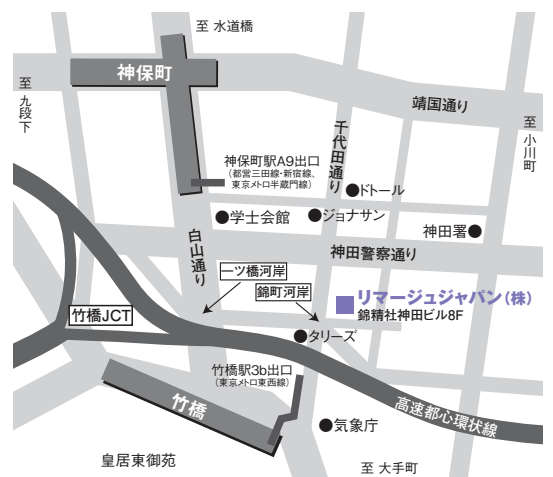 至 水道橋
神保町
至 九段下
靖国通り
至 小川町
千代田通り
神保町駅A9出口
(都営三田線・新宿線、
東京メトロ半蔵門線)
ドトール
学士会館
ジョナサン
神田署
白山通り
神田警察通り
一ツ橋河岸
錦町河岸
リマージュジャパン(株)
錦精社神田ビル8F
竹橋JCT
タリーズ
竹橋駅3b出口
(東京メトロ東西線)
竹橋
高速都心環状線
気象庁
皇居東御苑
至 大手町